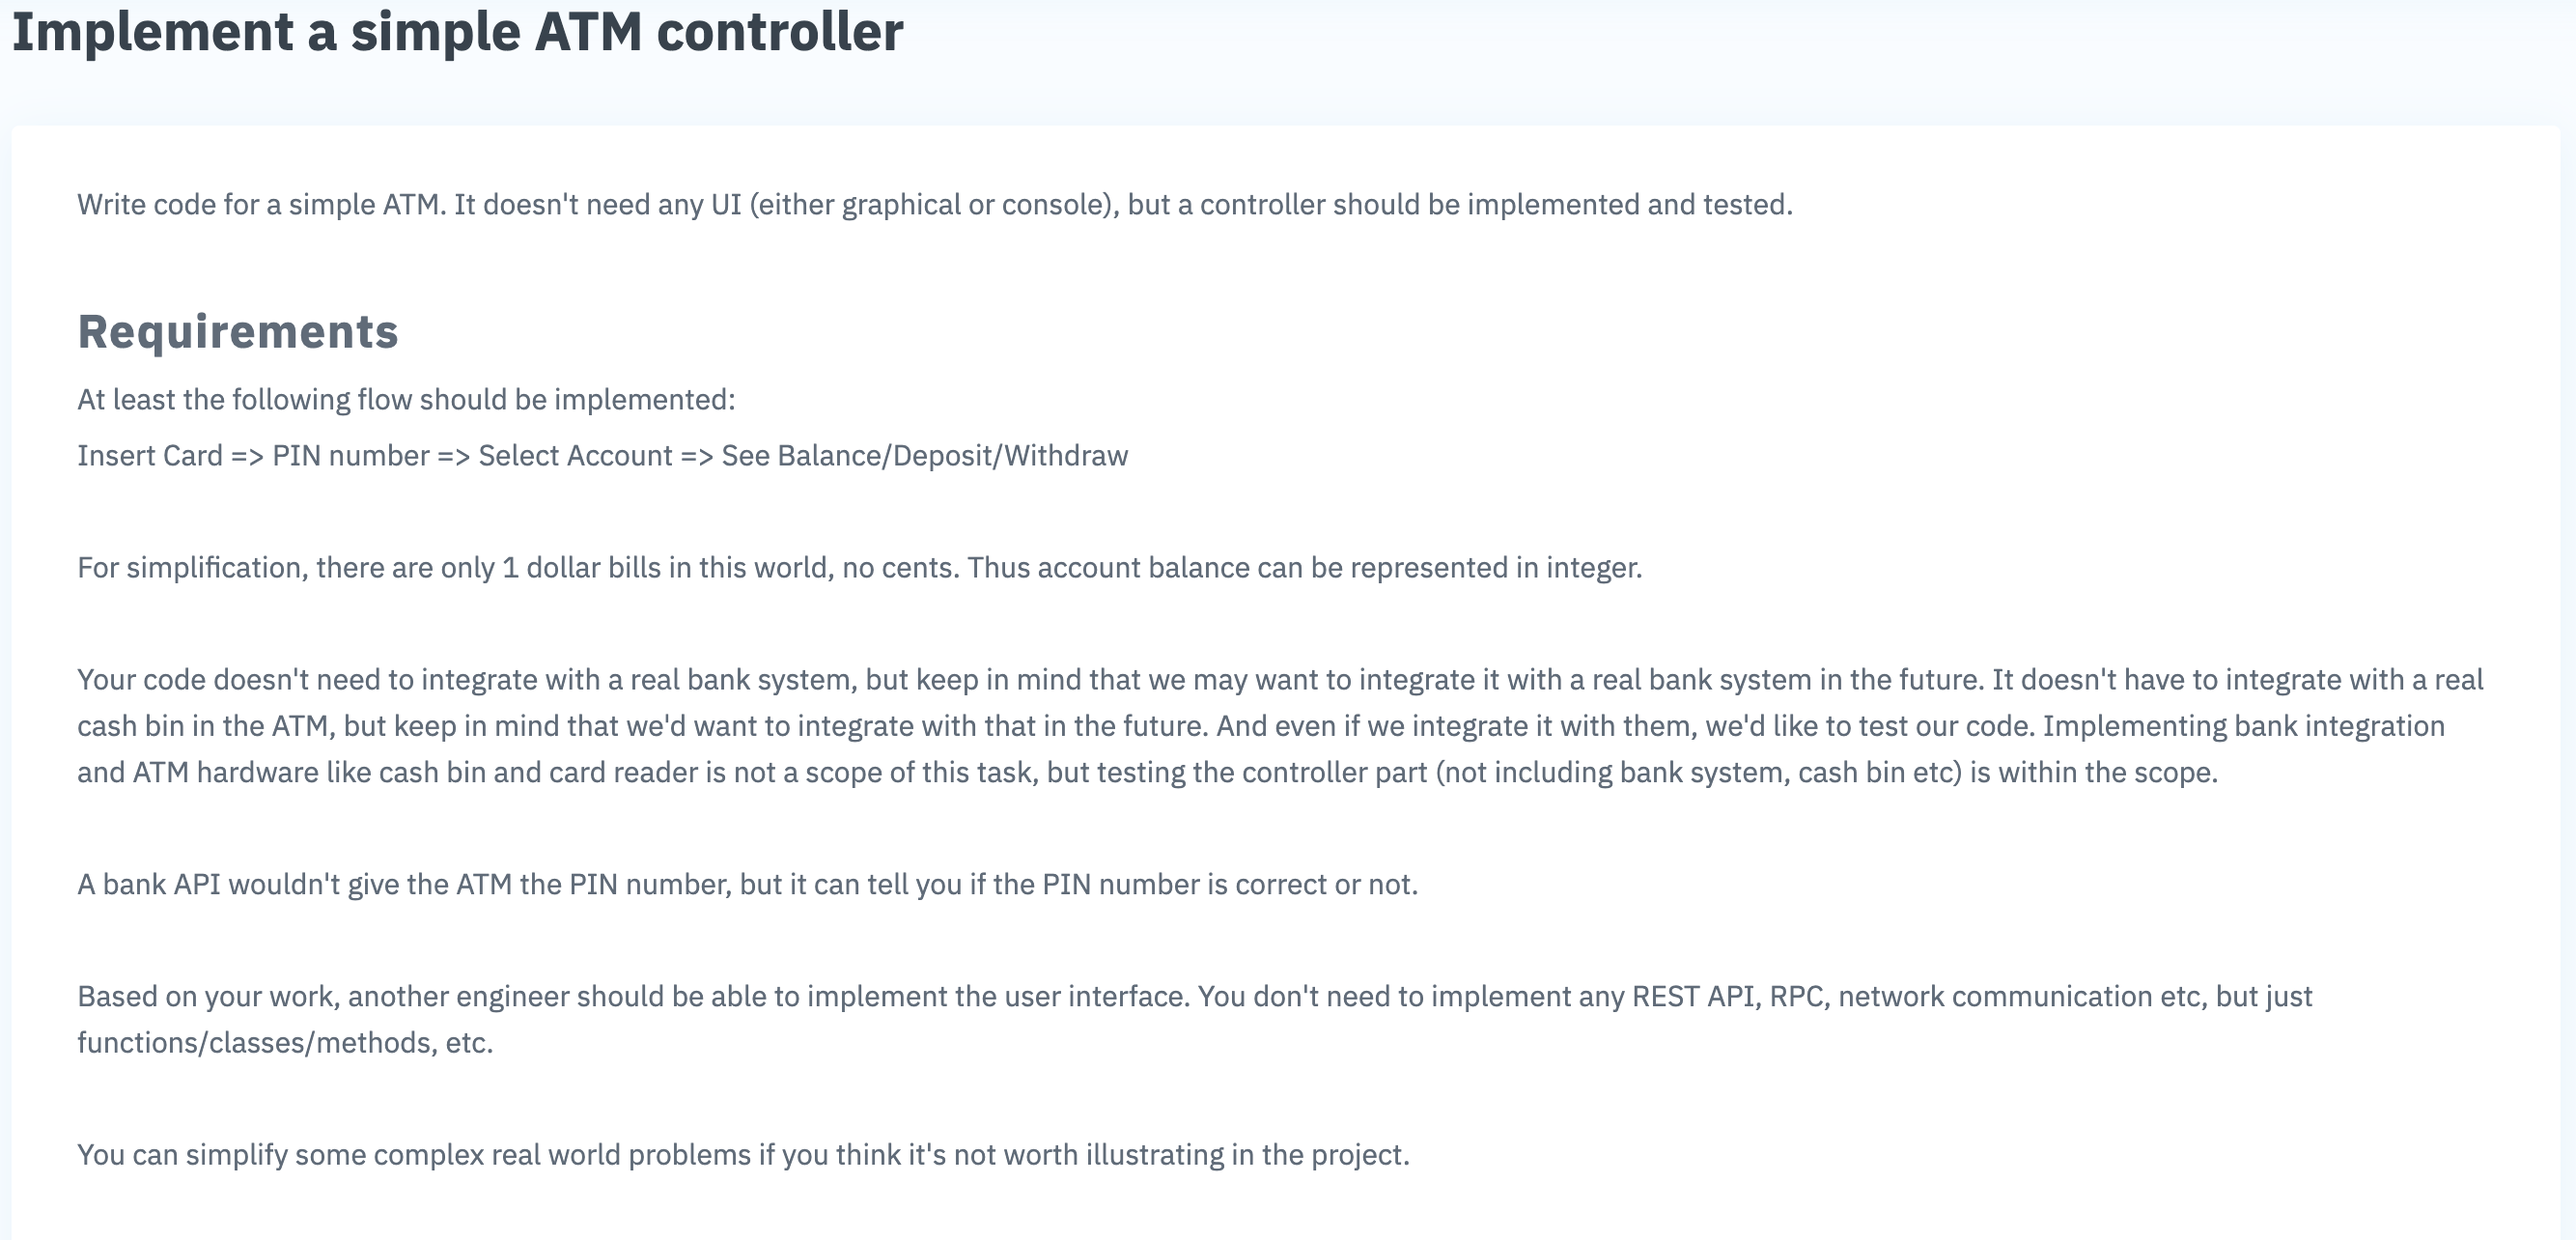 Implement a simple ATM controller
Write code for a simple ATM. It doesn't need any UI (either graphical or console), but a controller should be implemented and tested.
Requirements
At least the following flow should be implemented:
Insert Card => PIN number => Select Account => See Balance/Deposit/Withdraw
For simplification, there are only 1 dollar bills in this world, no cents. Thus account balance can be represented in integer.
Your code doesn't need to integrate with a real bank system, but keep in mind that we may want to integrate it with a real bank system in the future. It doesn't have to integrate with a real
cash bin in the ATM, but keep in mind that we'd want to integrate with that in the future. And even if we integrate it with them, we'd like to test our code. Implementing bank integration
and ATM hardware like cash bin and card reader is not a scope of this task, but testing the controller part (not including bank system, cash bin etc) is within the scope.
A bank API wouldn't give the ATM the PIN number, but it can tell you if the PIN number is correct or not.
Based on your work, another engineer should be able to implement the user interface. You don't need to implement any REST API, RPC, network communication etc, but just
functions/classes/methods, etc.
You can simplify some complex real world problems if you think it's not worth illustrating in the project.